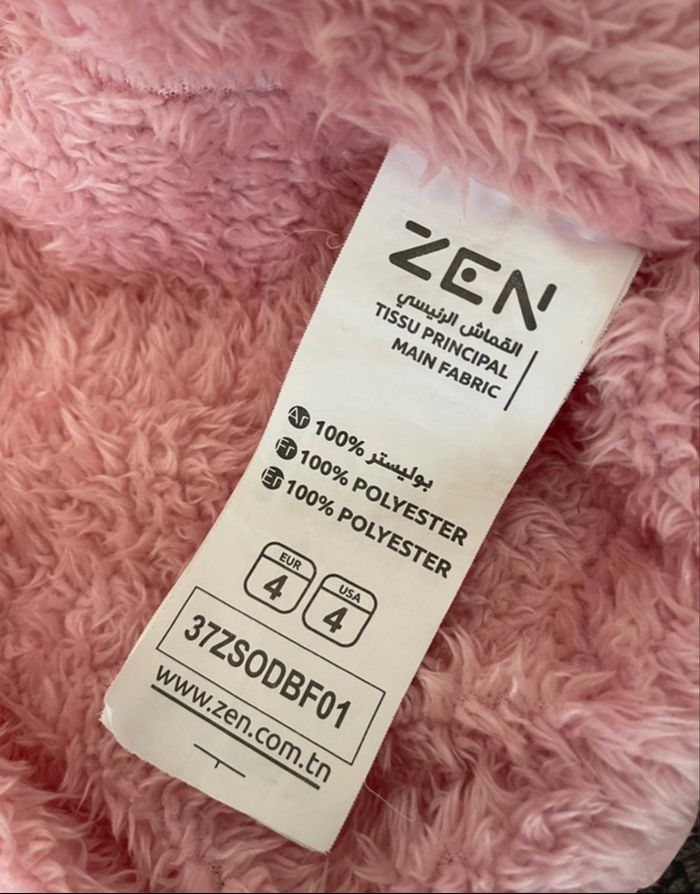 ZEN
القماش الرئيسي
TISSU PRINCIPAL
MAIN FABRIC
Ar 100% بوليستر
Fr 100% POLYESTER
En 100% POLYESTER
EUR USA
4 4
37ZSODBF01
www.zen.com.tn